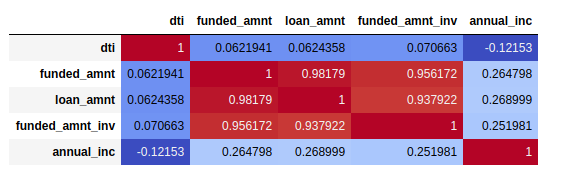 dti funded_amnt loan_amnt funded_amnt_inv annual_inc
dti 1 0.0621941 0.0624358 0.070663 -0.12153
funded_amnt 0.0621941 1 0.98179 0.956172 0.264798
loan_amnt 0.0624358 0.98179 1 0.937922 0.268999
funded_amnt_inv 0.070663 0.956172 0.937922 1 0.251981
annual_inc -0.12153 0.264798 0.268999 0.251981 1